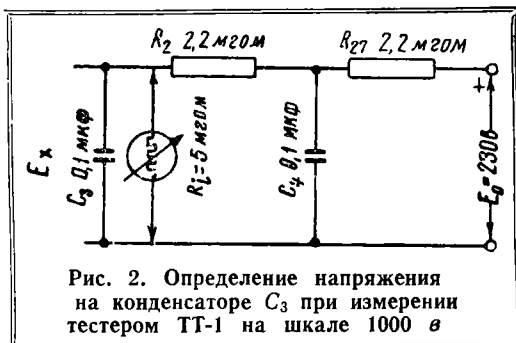 R₂ 2,2 мгом
R₂₇ 2,2 мгом
+
Eₓ
C₃ 0,1 мкф
Rᵢ=5 мгом
C₄ 0,1 мкф
E₀=230в
Рис. 2. Определение напряжения
на конденсаторе C₃ при измерении
тестером ТТ-1 на шкале 1000 в